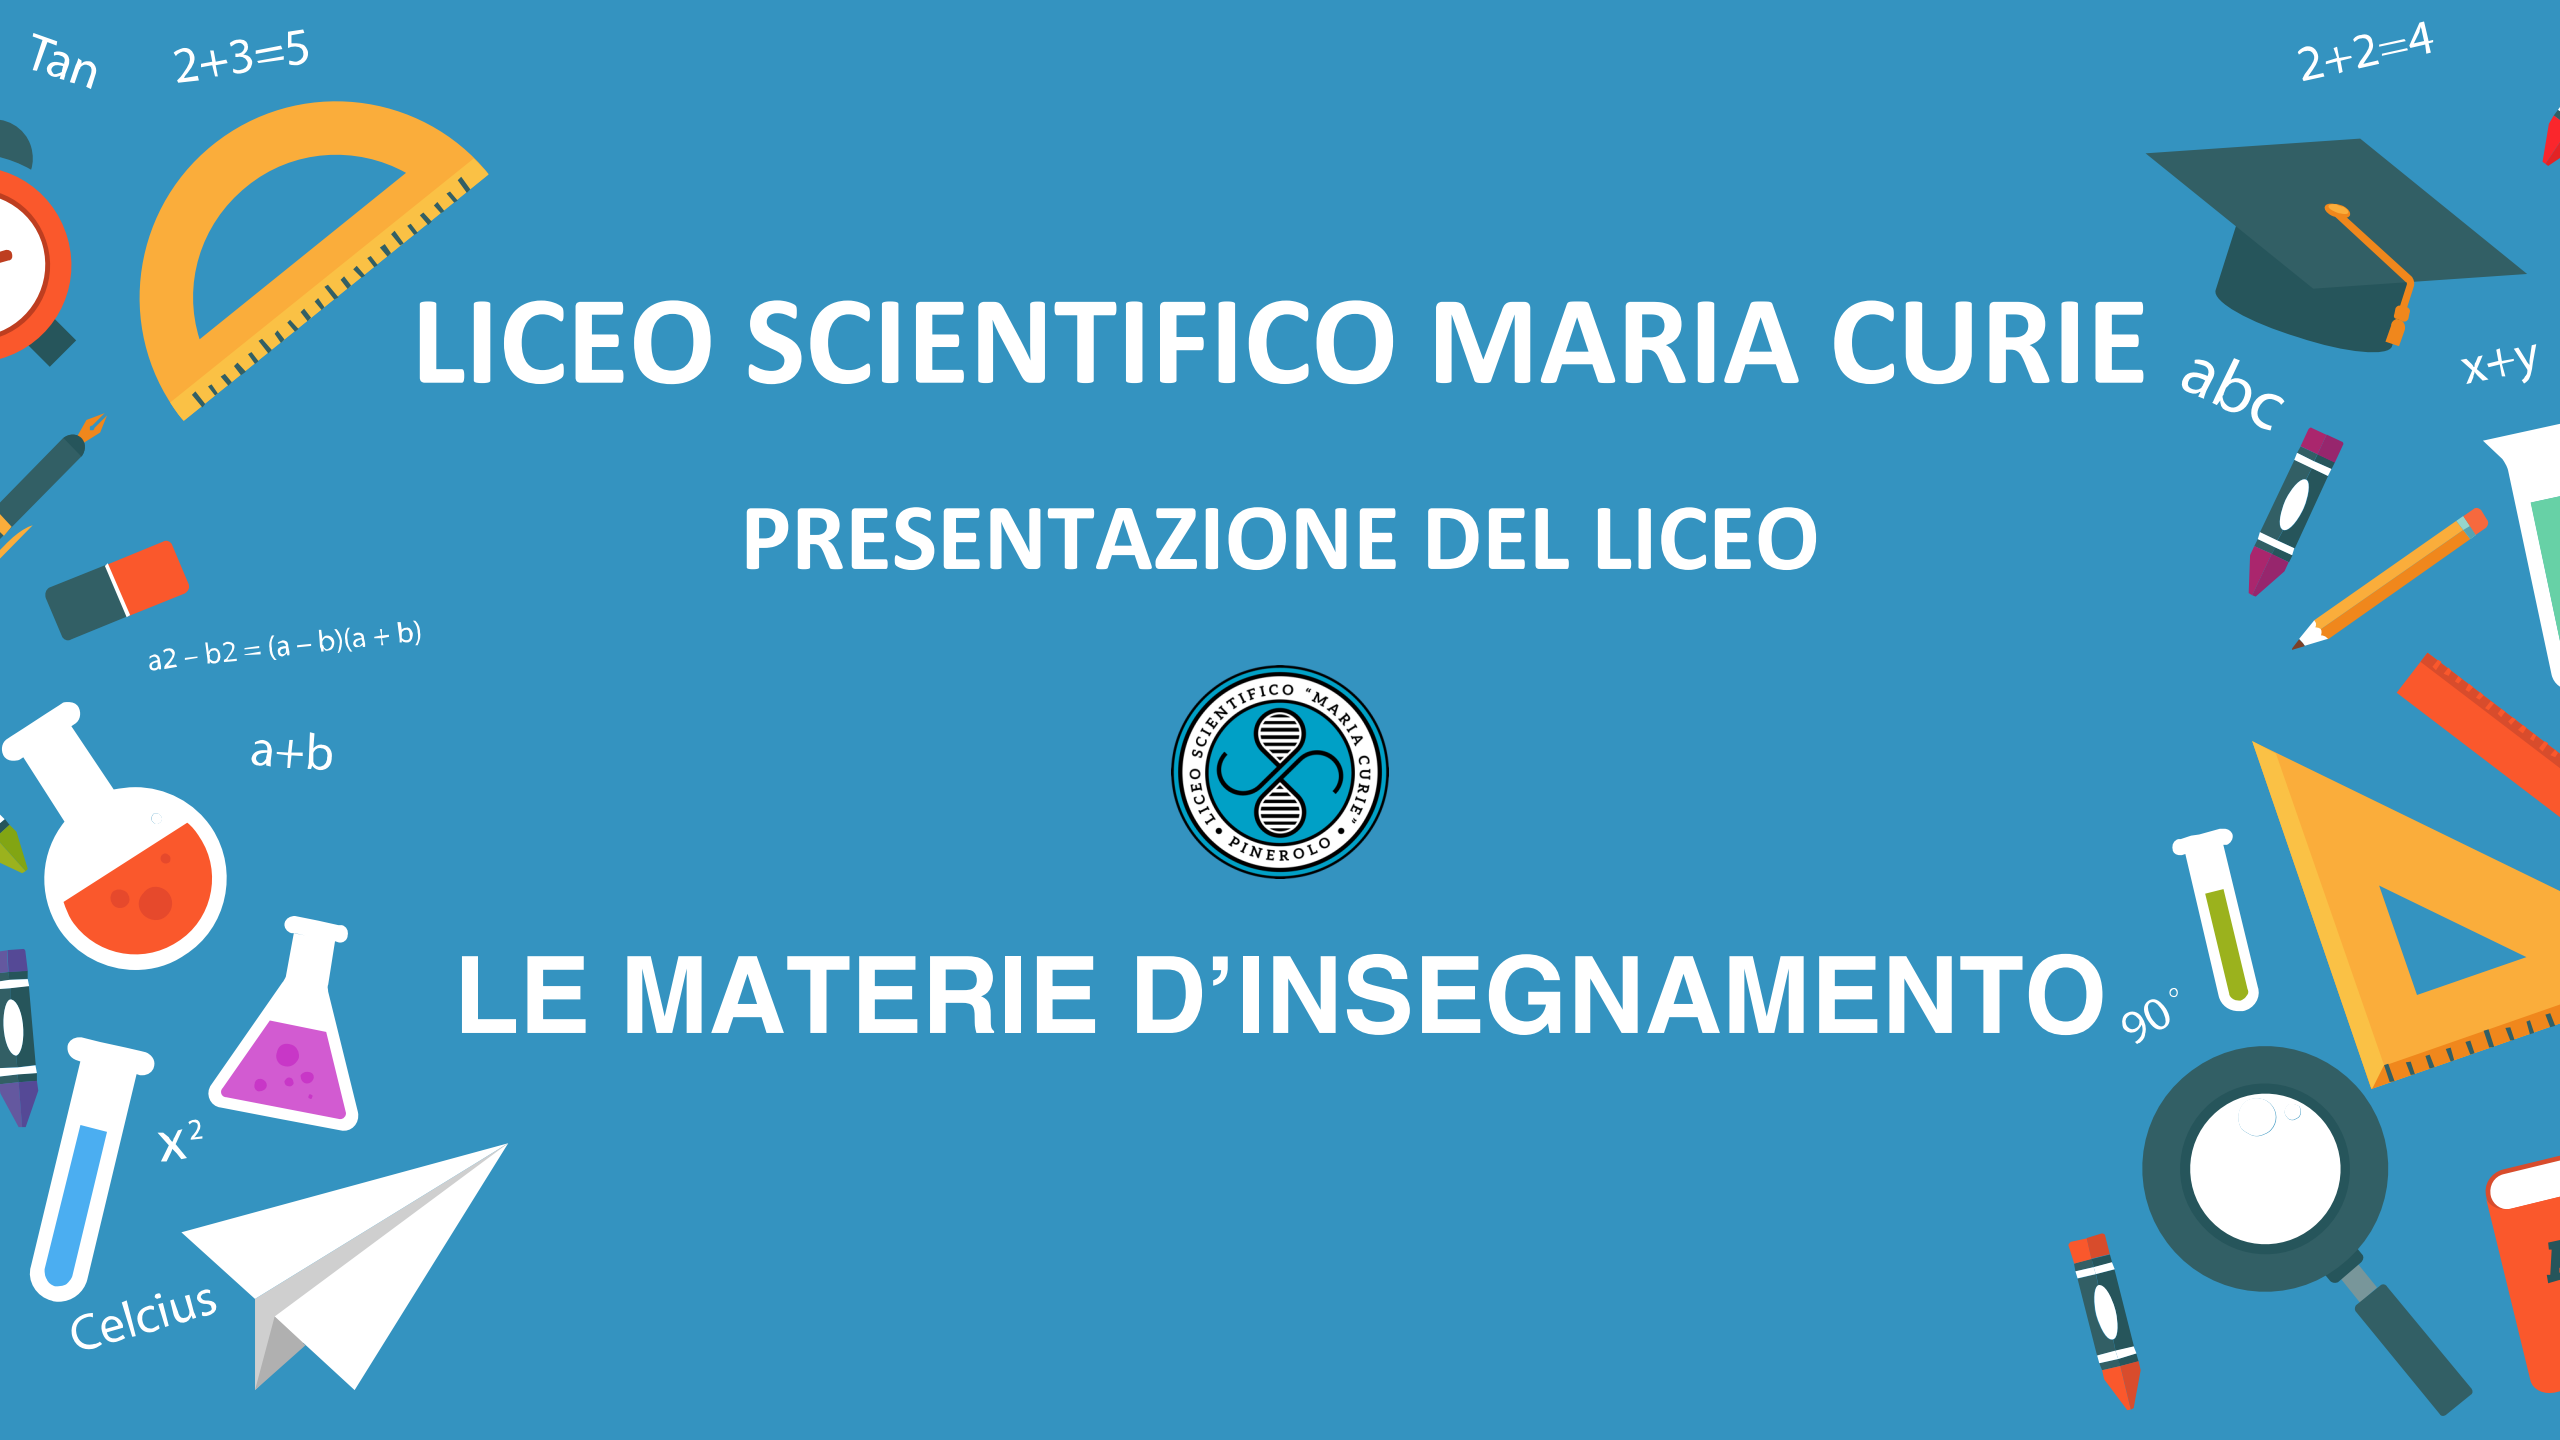 Tan
2+3=5
2+2=4
LICEO SCIENTIFICO MARIA CURIE
x+y
abc
PRESENTAZIONE DEL LICEO
a2 – b2 = (a – b)(a + b)
a+b
LICEO SCIENTIFICO “MARIA CURIE”
• PINEROLO •
LE MATERIE D’INSEGNAMENTO
90°
x²
Celcius